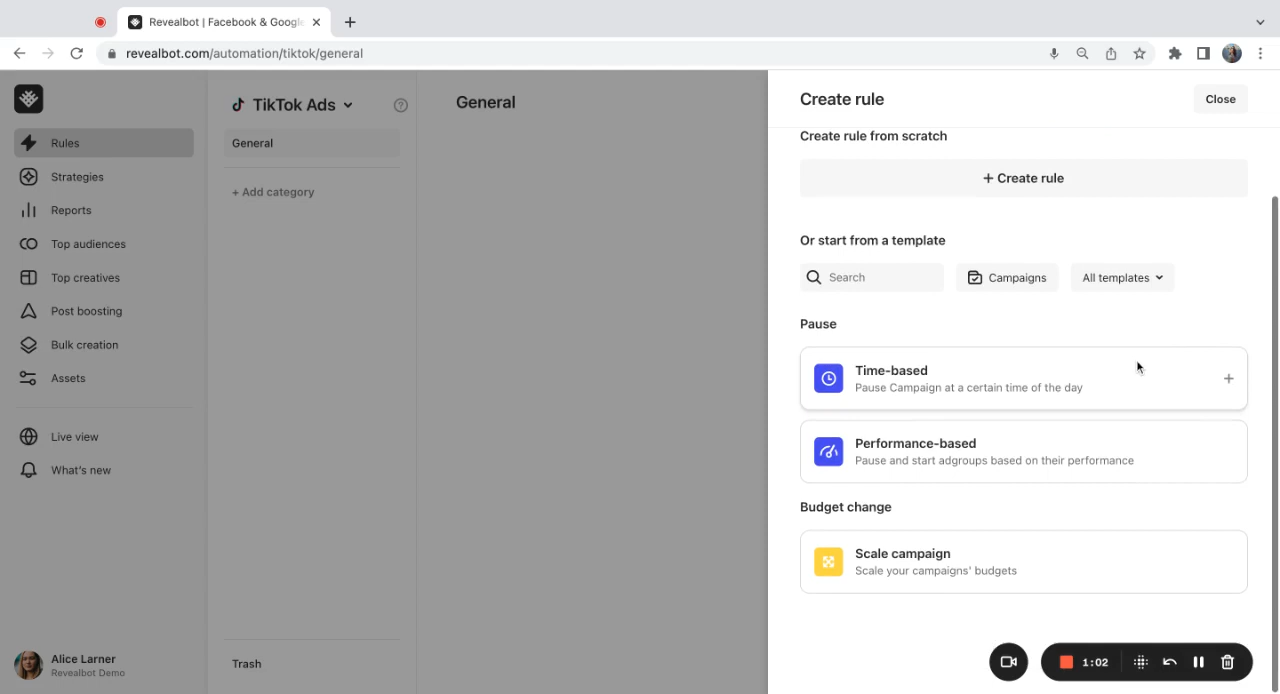 Revealbot | Facebook & Google
revealbot.com/automation/tiktok/general
Rules
Strategies
Reports
Top audiences
Top creatives
Post boosting
Bulk creation
Assets
Live view
What's new
Alice Larner
Revealbot Demo
TikTok Ads
General
+ Add category
Trash
General
Create rule
Close
Create rule from scratch
+ Create rule
Or start from a template
Search
Campaigns
All templates
Pause
Time-based
Pause Campaign at a certain time of the day
Performance-based
Pause and start adgroups based on their performance
Budget change
Scale campaign
Scale your campaigns' budgets
1:02